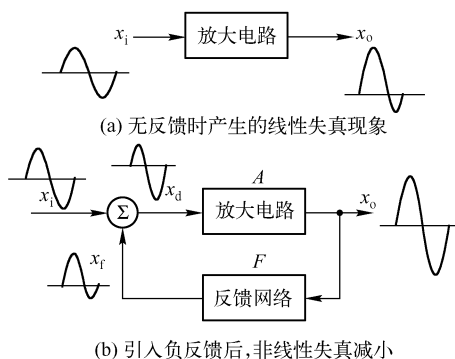 x_i 放大电路 x_o
(a) 无反馈时产生的线性失真现象
x_i Σ x_d A 放大电路 x_o
x_f F 反馈网络
(b) 引入负反馈后,非线性失真减小